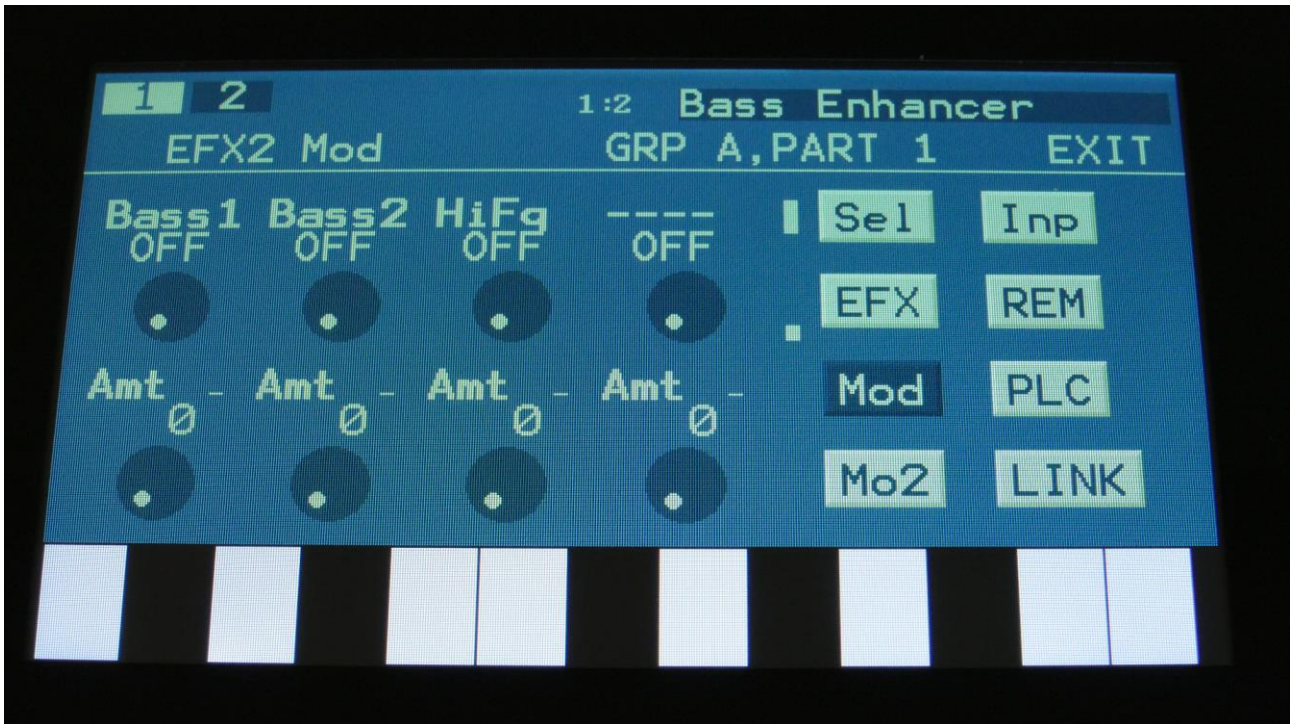 1 2 1:2 Bass Enhancer
EFX2 Mod GRP A,PART 1 EXIT
Bass1 Bass2 HiFg ---- Sel Inp
OFF OFF OFF OFF
EFX REM
Amt - Amt - Amt - Amt - Mod PLC
0 0 0 0
Mo2 LINK